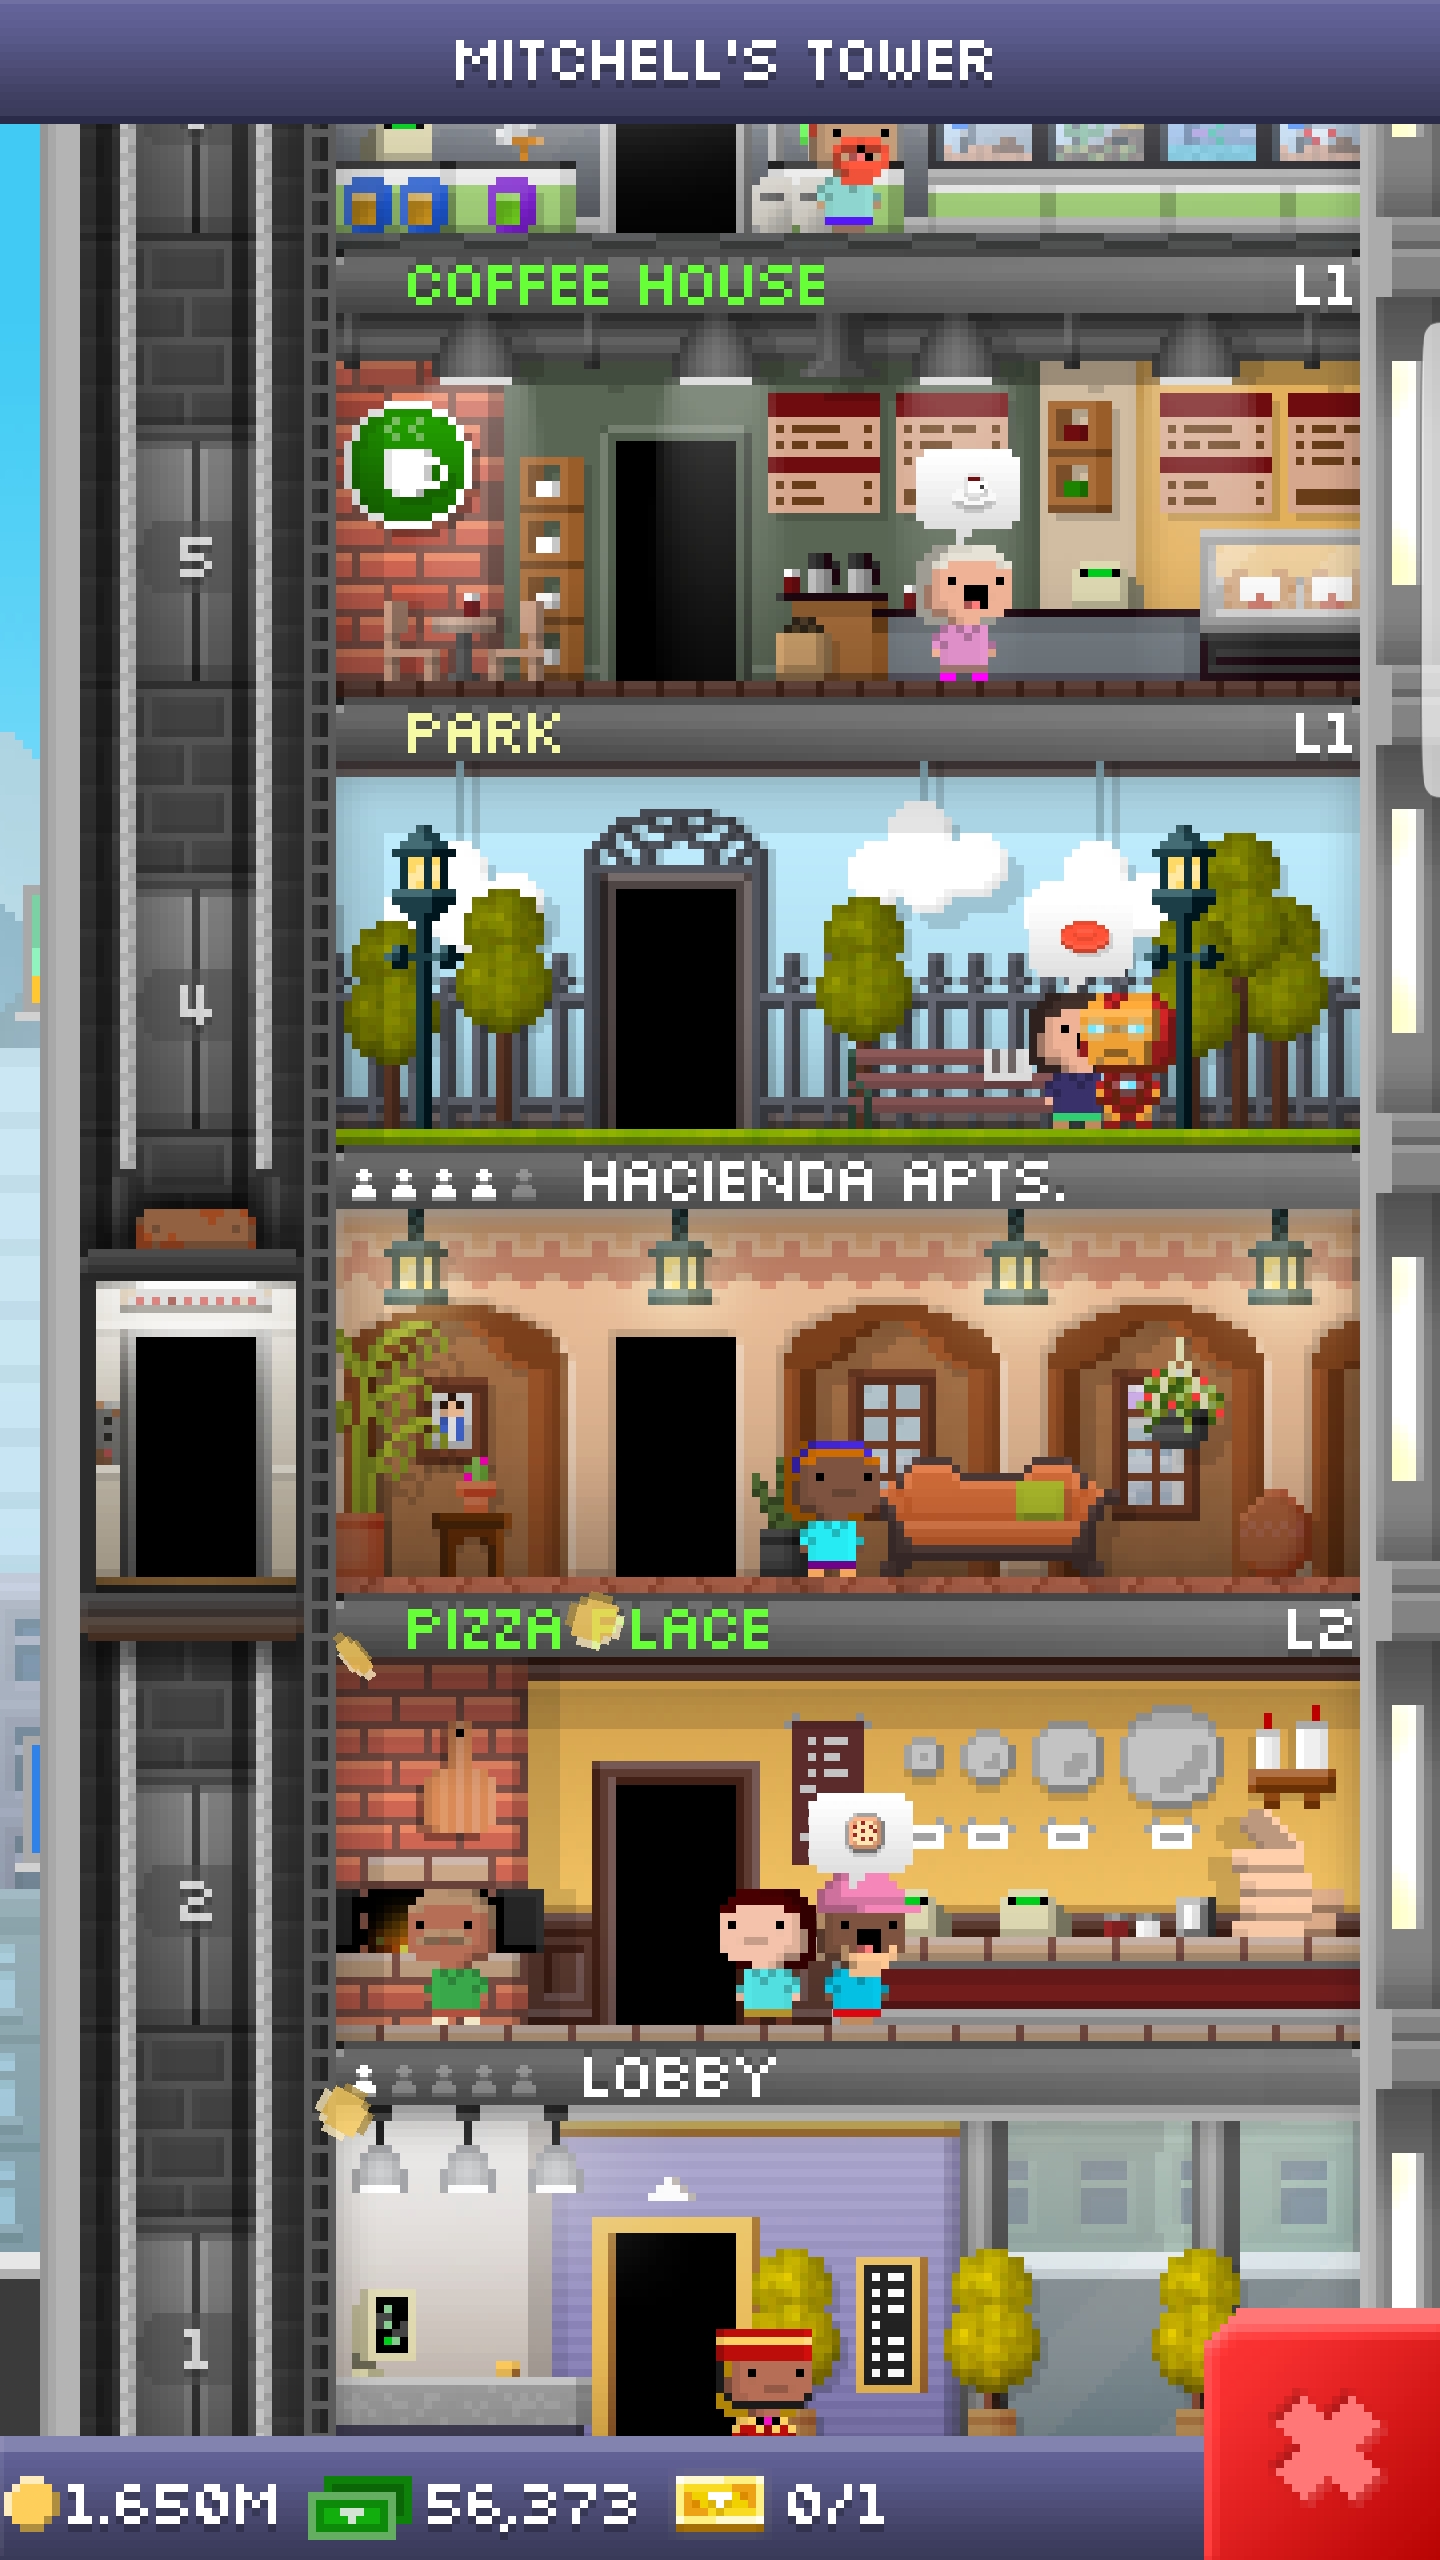 MITCHELL'S TOWER
COFFEE HOUSE L1
5
PARK L1
4
HACIENDA APTS.
PIZZA PLACE L2
2
LOBBY
1
1.650M 56,373 0/1